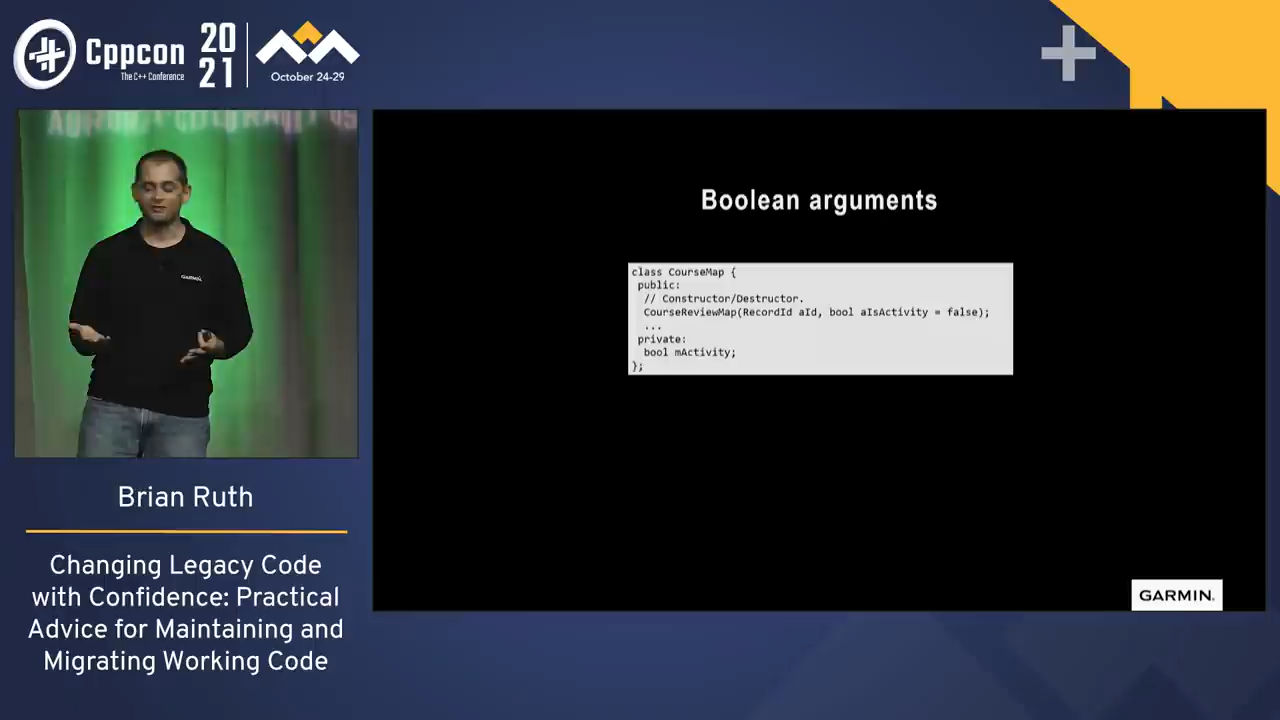 Cppcon
The C++ Conference
20
21
October 24-29
GARMIN
Brian Ruth
Changing Legacy Code
with Confidence: Practical
Advice for Maintaining and
Migrating Working Code
Boolean arguments
class CourseMap {
public:
// Constructor/Destructor.
CourseReviewMap(RecordId aId, bool aIsActivity = false);
...
private:
bool mActivity;
};
GARMIN.